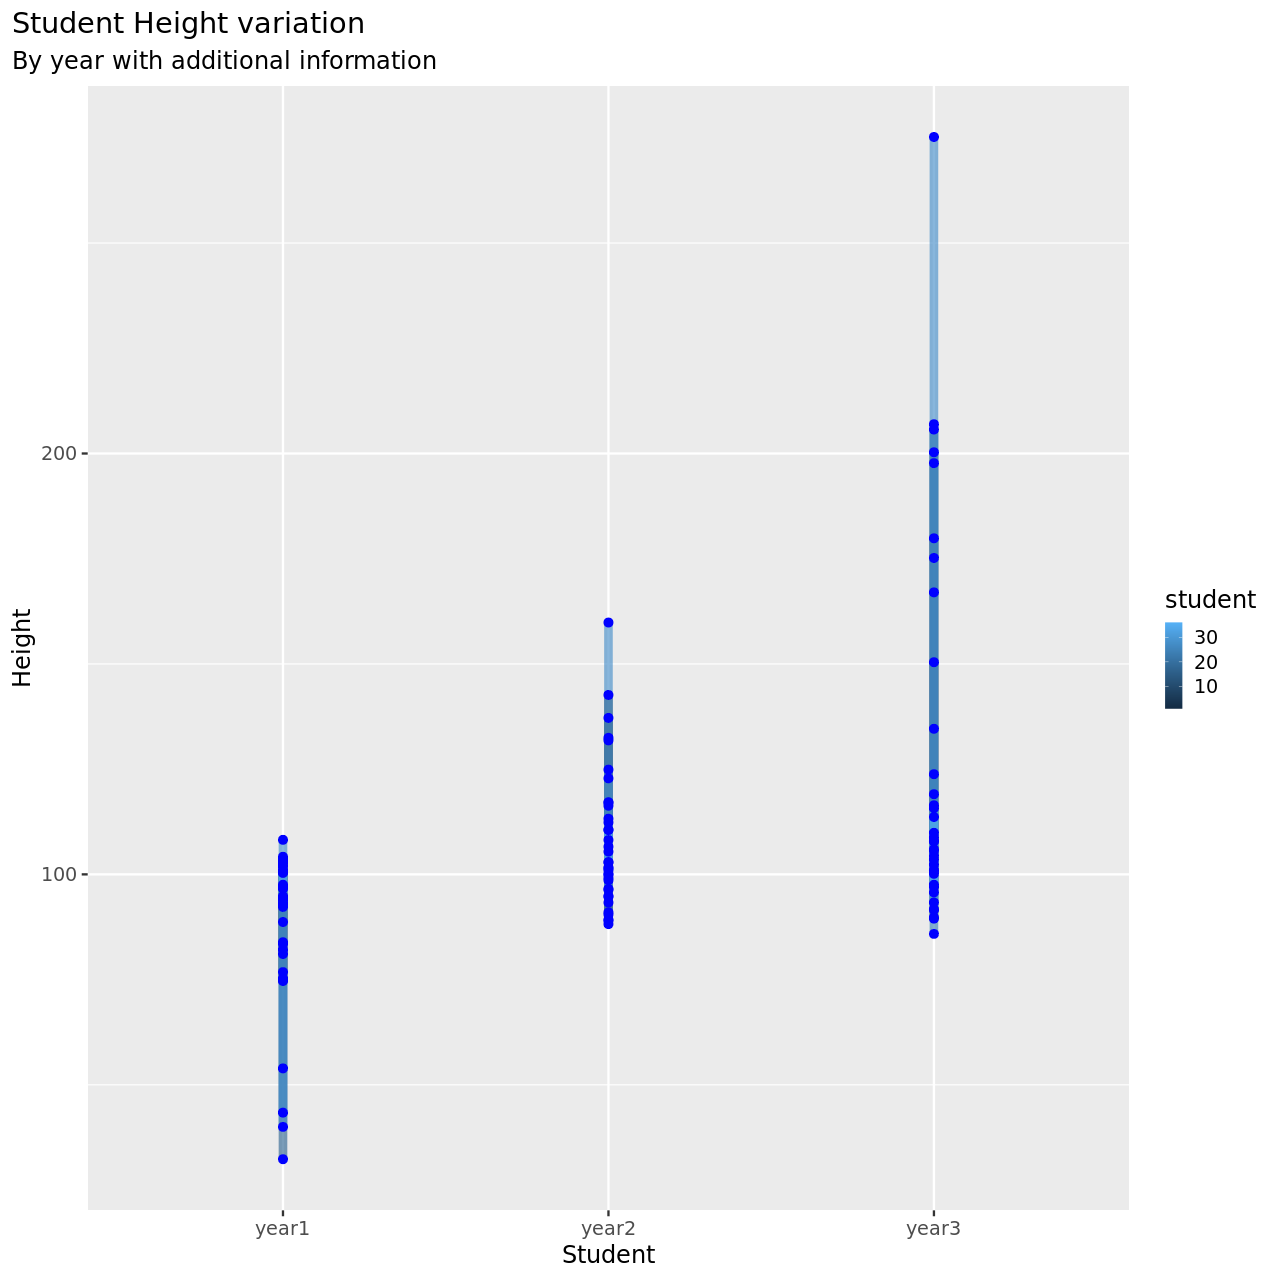 Student Height variation
By year with additional information
Height
200
100
year1
year2
year3
Student
student
30
20
10